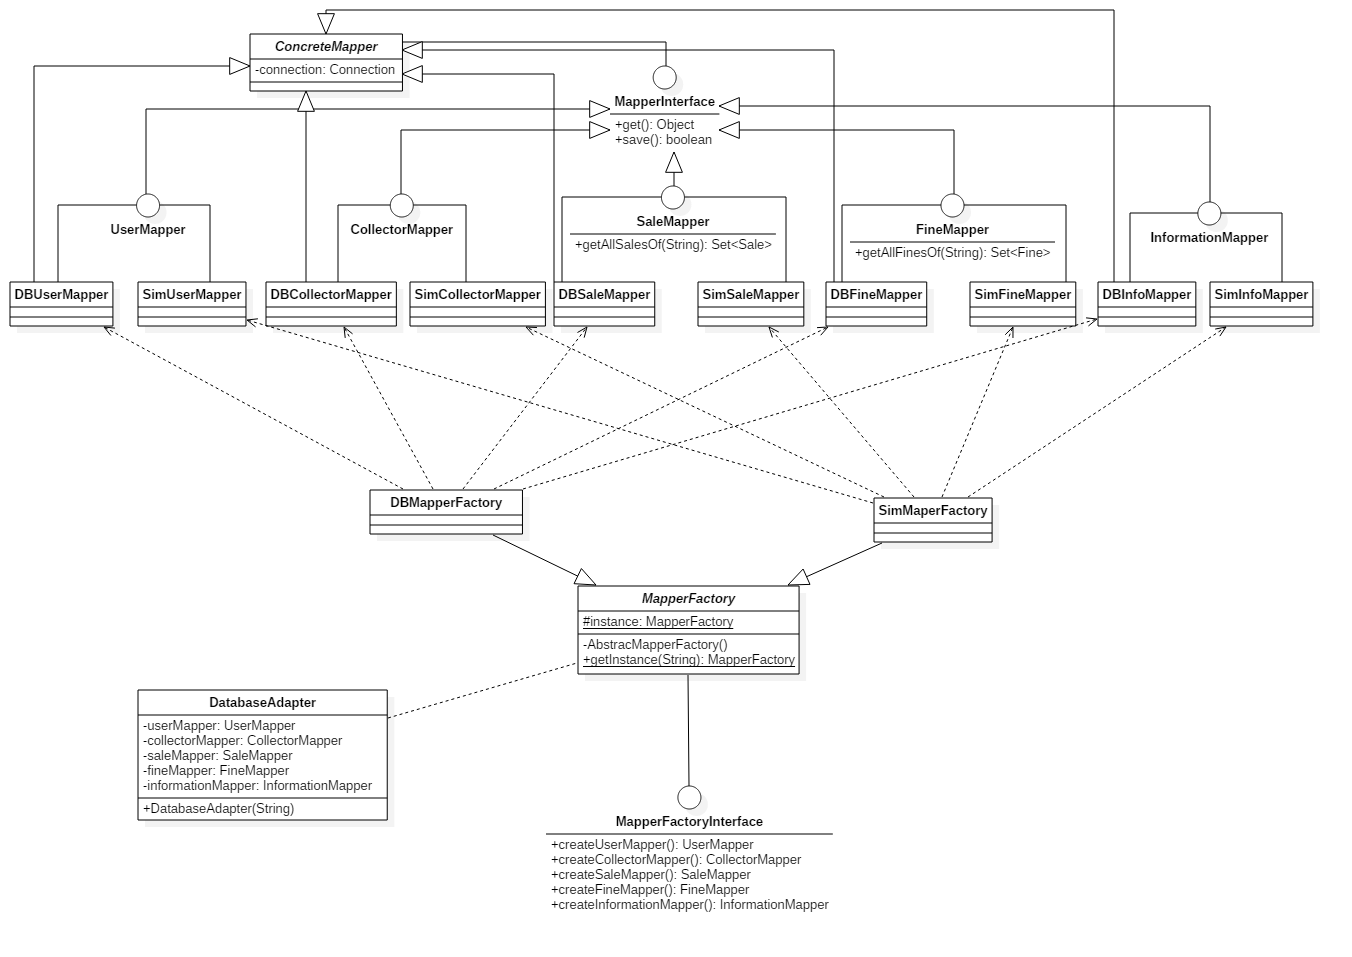 ConcreteMapper
-connection: Connection
MapperInterface
+get(): Object
+save(): boolean
UserMapper
CollectorMapper
SaleMapper
+getAllSalesOf(String): Set<Sale>
FineMapper
+getAllFinesOf(String): Set<Fine>
InformationMapper
DBUserMapper
SimUserMapper
DBCollectorMapper
SimCollectorMapper
DBSaleMapper
SimSaleMapper
DBFineMapper
SimFineMapper
DBInfoMapper
SimInfoMapper
DBMapperFactory
SimMaperFactory
MapperFactory
#instance: MapperFactory
-AbstracMapperFactory()
+getInstance(String): MapperFactory
DatabaseAdapter
-userMapper: UserMapper
-collectorMapper: CollectorMapper
-saleMapper: SaleMapper
-fineMapper: FineMapper
-informationMapper: InformationMapper
+DatabaseAdapter(String)
MapperFactoryInterface
+createUserMapper(): UserMapper
+createCollectorMapper(): CollectorMapper
+createSaleMapper(): SaleMapper
+createFineMapper(): FineMapper
+createInformationMapper(): InformationMapper